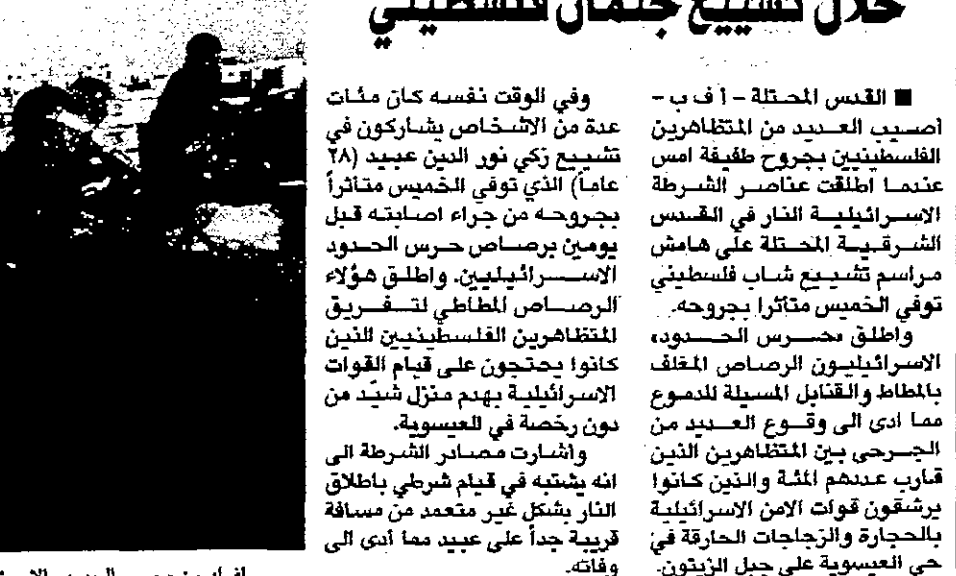 خلال تشييع جثمان فلسطيني
■ القدس المحتلة - أ ف ب -
اصيب العديد من المتظاهرين
الفلسطينيين بجروح طفيفة امس
عندما اطلقت عناصر الشرطة
الاسرائيلية النار في القدس
الشرقية المحتلة على هامش
مراسم تشييع شاب فلسطيني
توفي الخميس متأثرا بجروحه.
واطلق «حرس الحدود»
الاسرائيليون الرصاص المغلف
بالمطاط والقنابل المسيلة للدموع
مما ادى الى وقوع العديد من
الجرحى بين المتظاهرين الذين
قارب عددهم المئة والذين كانوا
يرشقون قوات الامن الاسرائيلية
بالحجارة والزجاجات الحارقة في
حي العيسوية على جبل الزيتون.
وفي الوقت نفسه كان مئات
عدة من الاشخاص يشاركون في
تشييع زكي نور الدين عبيد (٢٨
عاماً) الذي توفي الخميس متأثراً
بجروحه من جراء اصابته قبل
يومين برصاص حرس الحدود
الاسرائيليين. واطلق هؤلاء
الرصاص المطاطي لتفريق
المتظاهرين الفلسطينيين الذين
كانوا يحتجون على قيام القوات
الاسرائيلية بهدم منزل شيّد من
دون رخصة في العيسوية.
واشارت مصادر الشرطة الى
انه يشتبه في قيام شرطي باطلاق
النار بشكل غير متعمد من مسافة
قريبة جداً على عبيد مما أدى الى
وفاته.